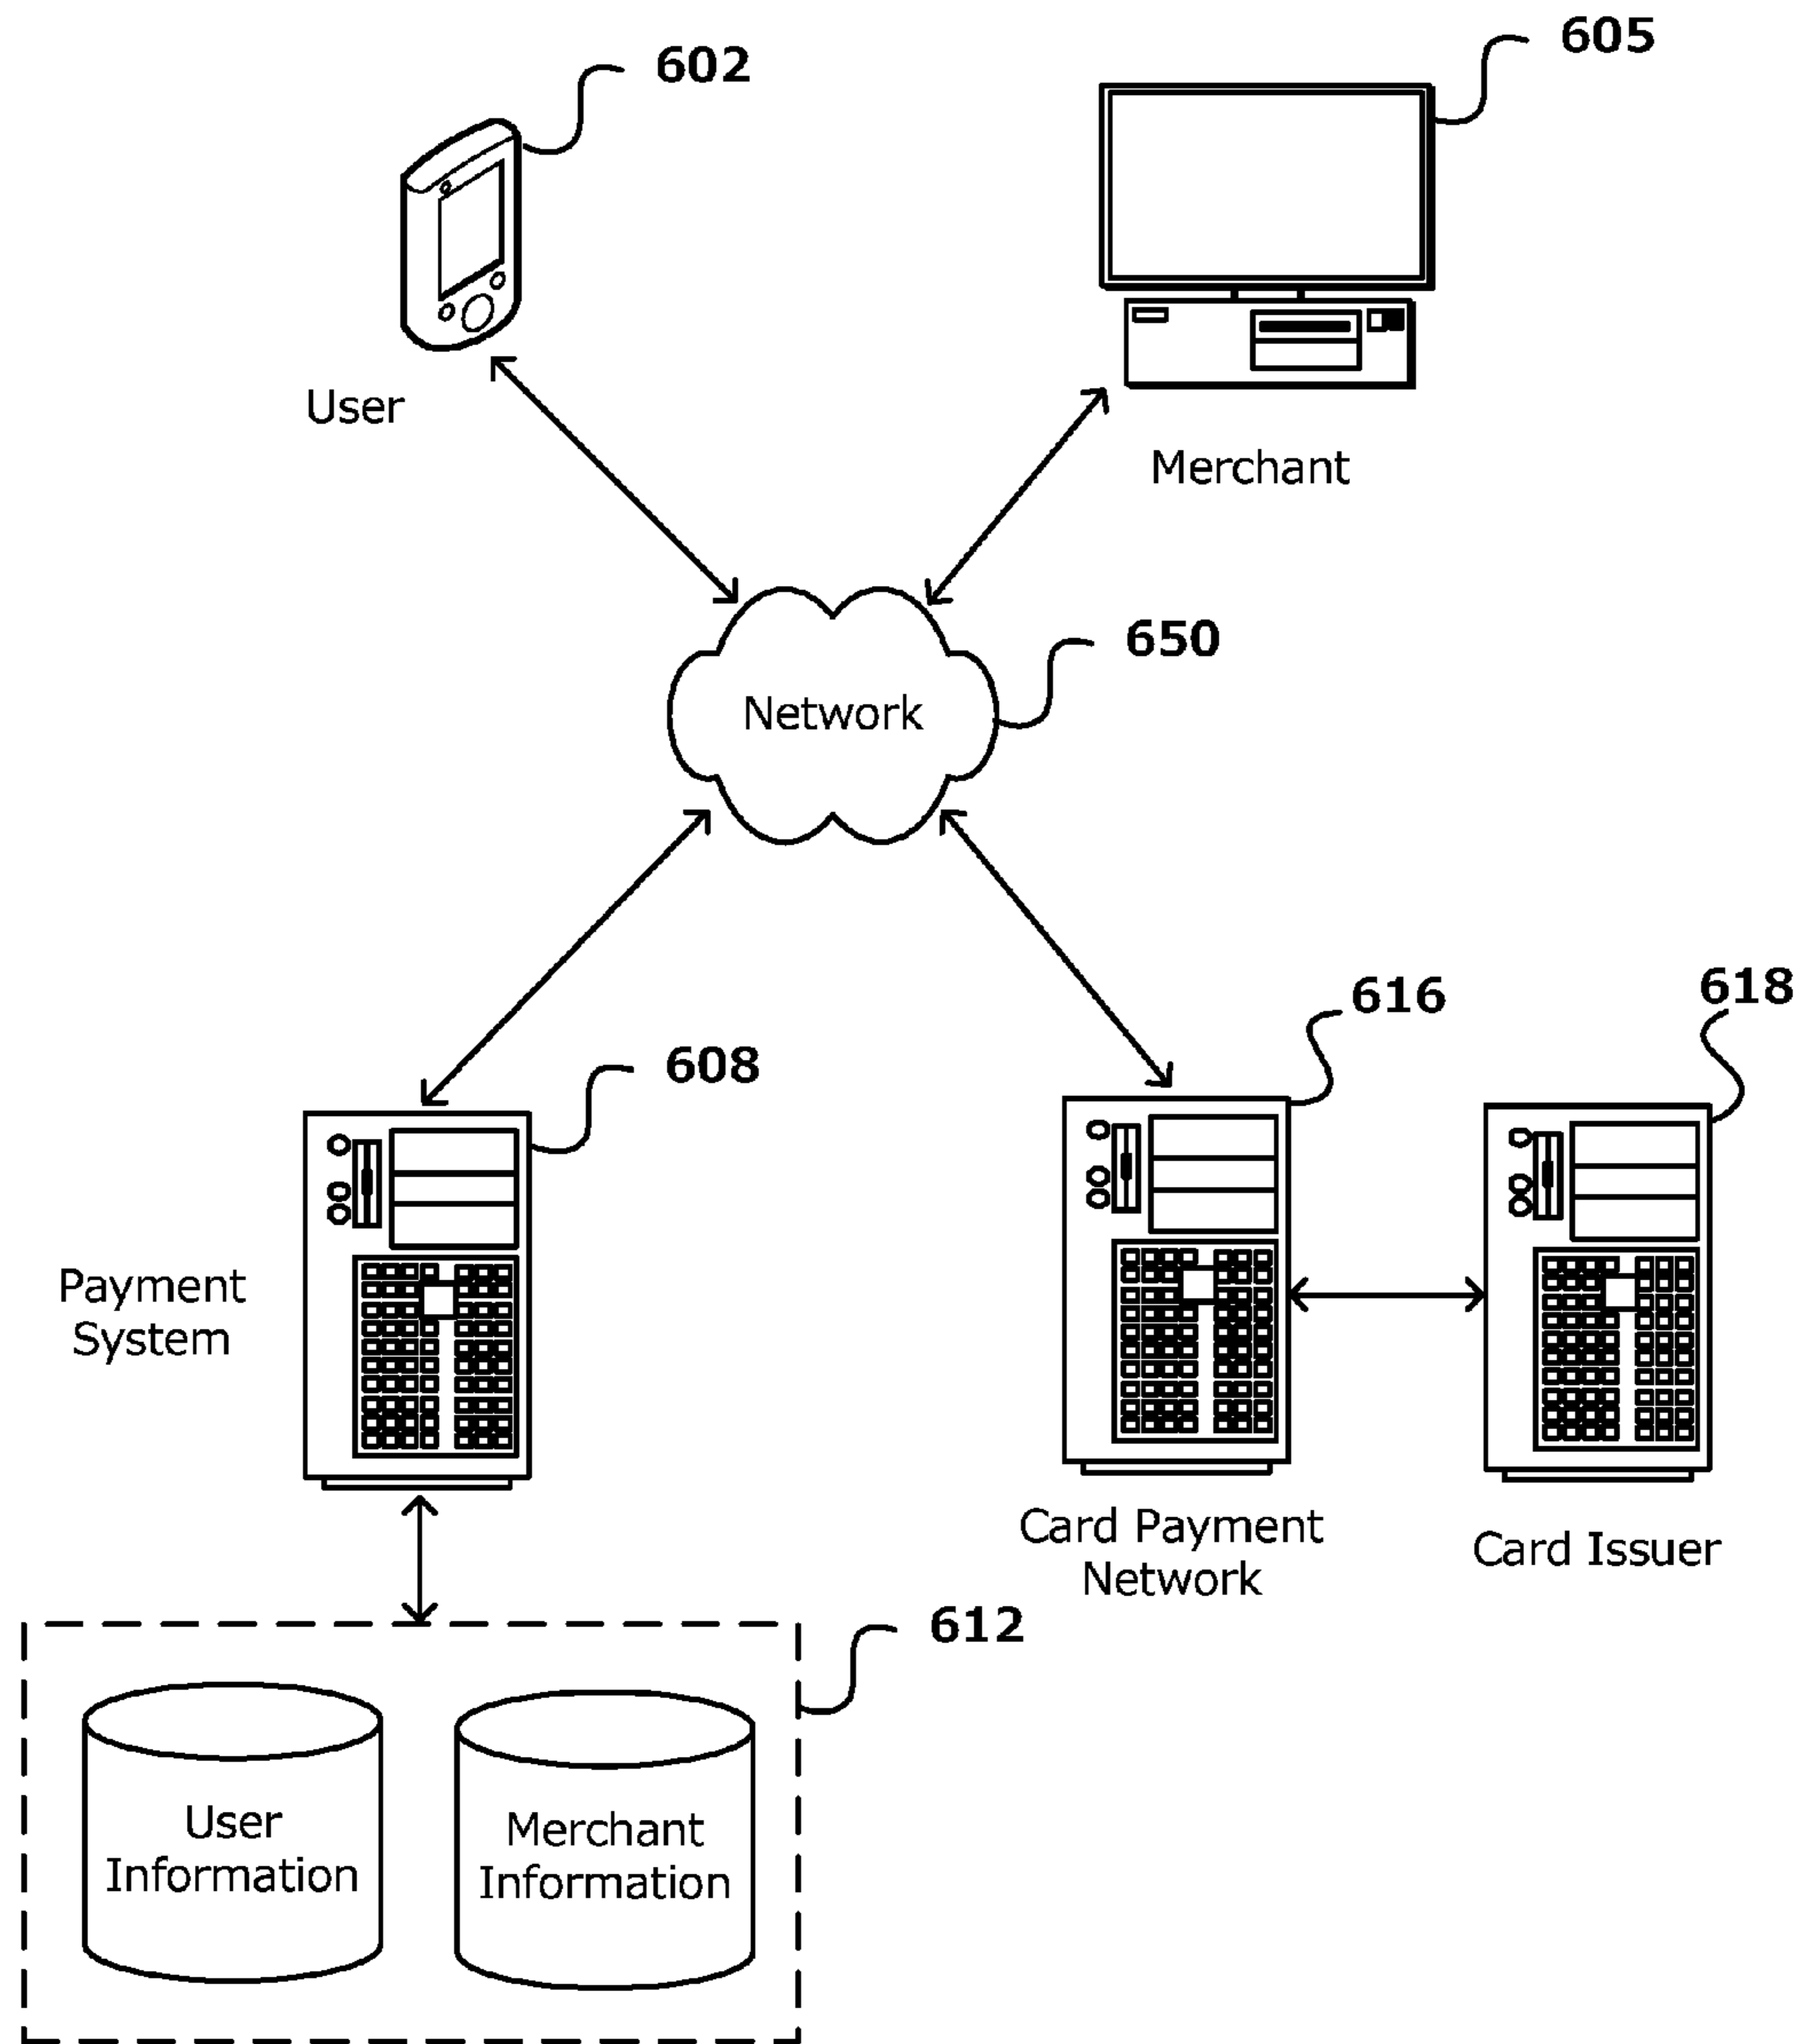 602
605
User
Merchant
650
Network
616
618
608
Payment
System
Card Payment
Network
Card Issuer
612
User
Information
Merchant
Information